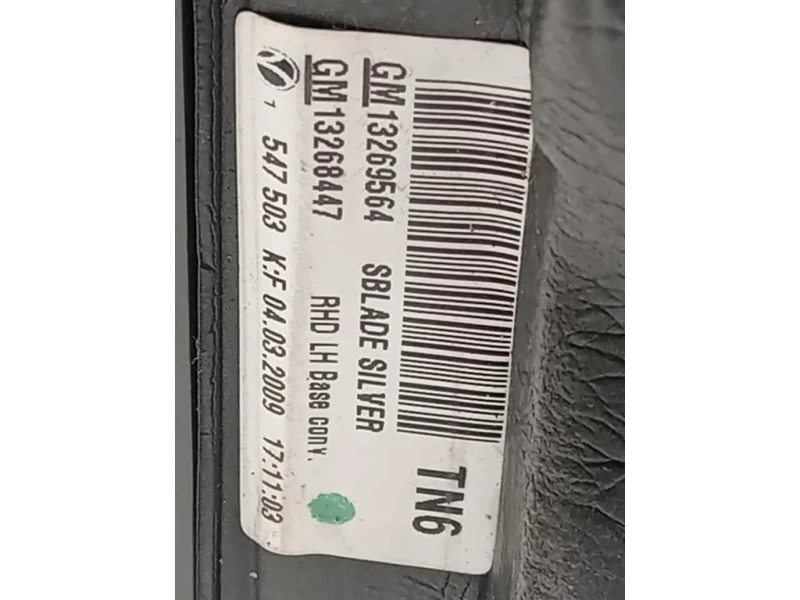 TN6
GM 13269564 SBLADE SILVER
GM 13268447 RHD LH Base conv.
7 547 503 K:F 04.03.2009 17:11:03